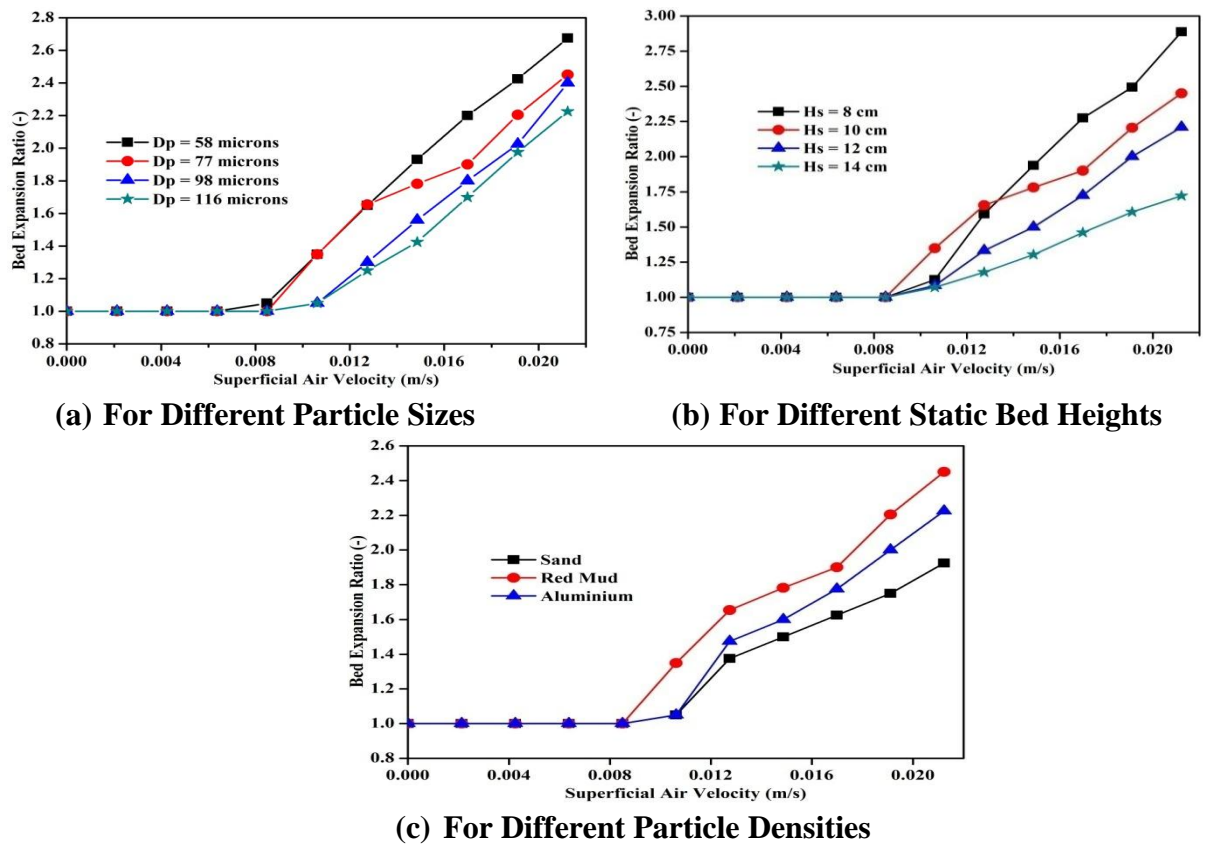 2.8
2.6
2.4
2.2
2.0
1.8
1.6
1.4
1.2
1.0
0.8
Bed Expansion Ratio (-)
Dp = 58 microns
Dp = 77 microns
Dp = 98 microns
Dp = 116 microns
0.000 0.004 0.008 0.012 0.016 0.020
Superficial Air Velocity (m/s)
(a) For Different Particle Sizes
3.00
2.75
2.50
2.25
2.00
1.75
1.50
1.25
1.00
0.75
Bed Expansion Ratio (-)
Hs = 8 cm
Hs = 10 cm
Hs = 12 cm
Hs = 14 cm
0.000 0.004 0.008 0.012 0.016 0.020
Superficial Air Velocity (m/s)
(b) For Different Static Bed Heights
2.6
2.4
2.2
2.0
1.8
1.6
1.4
1.2
1.0
0.8
Bed Expansion Ratio (-)
Sand
Red Mud
Aluminium
0.000 0.004 0.008 0.012 0.016 0.020
Superficial Air Velocity (m/s)
(c) For Different Particle Densities